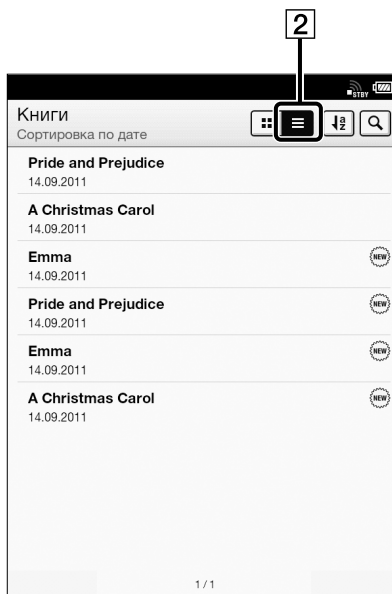 2
STBY
Книги
Сортировка по дате
a
z
Pride and Prejudice
14.09.2011
A Christmas Carol
14.09.2011
Emma
14.09.2011
NEW
Pride and Prejudice
14.09.2011
NEW
Emma
14.09.2011
NEW
A Christmas Carol
14.09.2011
NEW
1 / 1